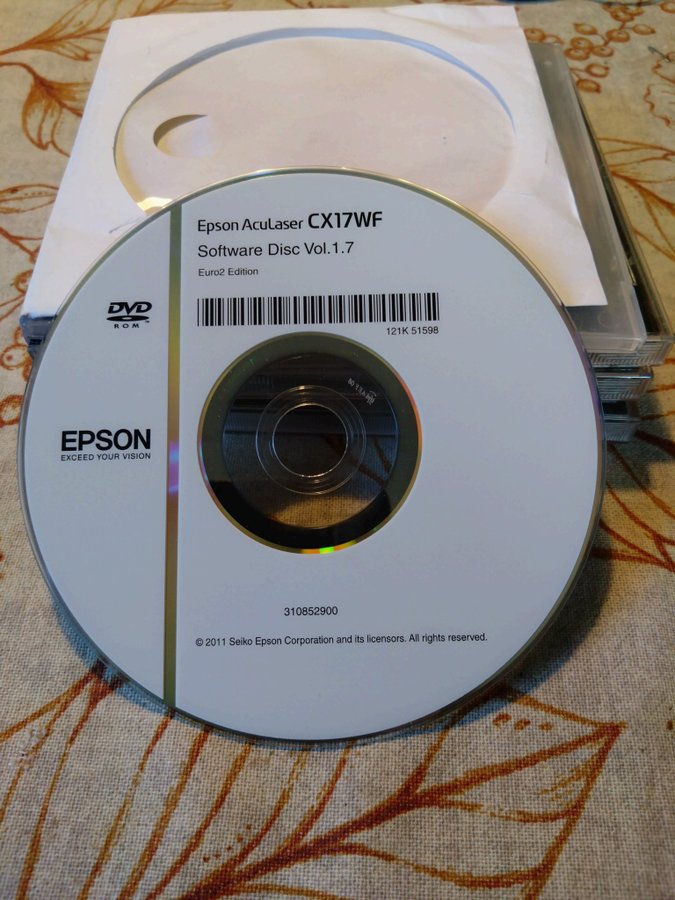 Epson AcuLaser CX17WF
Software Disc Vol.1.7
Euro2 Edition
DVD
ROM
121K 51598
EPSON
EXCEED YOUR VISION
310852900
© 2011 Seiko Epson Corporation and its licensors. All rights reserved.